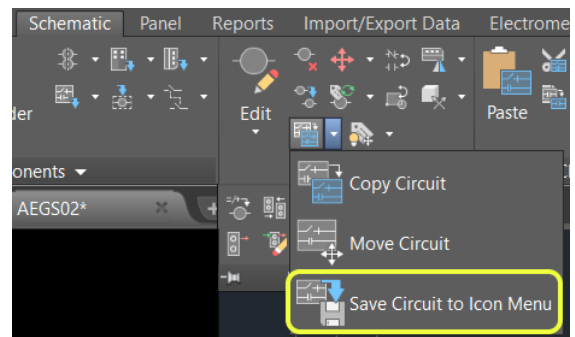 Schematic Panel Reports Import/Export Data Electrome
der Edit Paste
onents
Copy Circuit
AEGS02*
Move Circuit
Save Circuit to Icon Menu